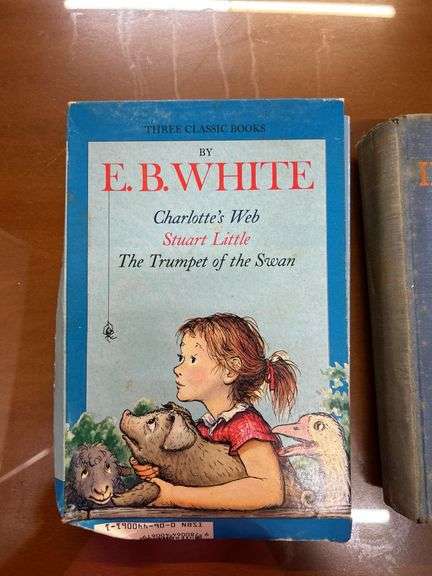 THREE CLASSIC BOOKS
BY
E. B. WHITE
Charlotte's Web
Stuart Little
The Trumpet of the Swan